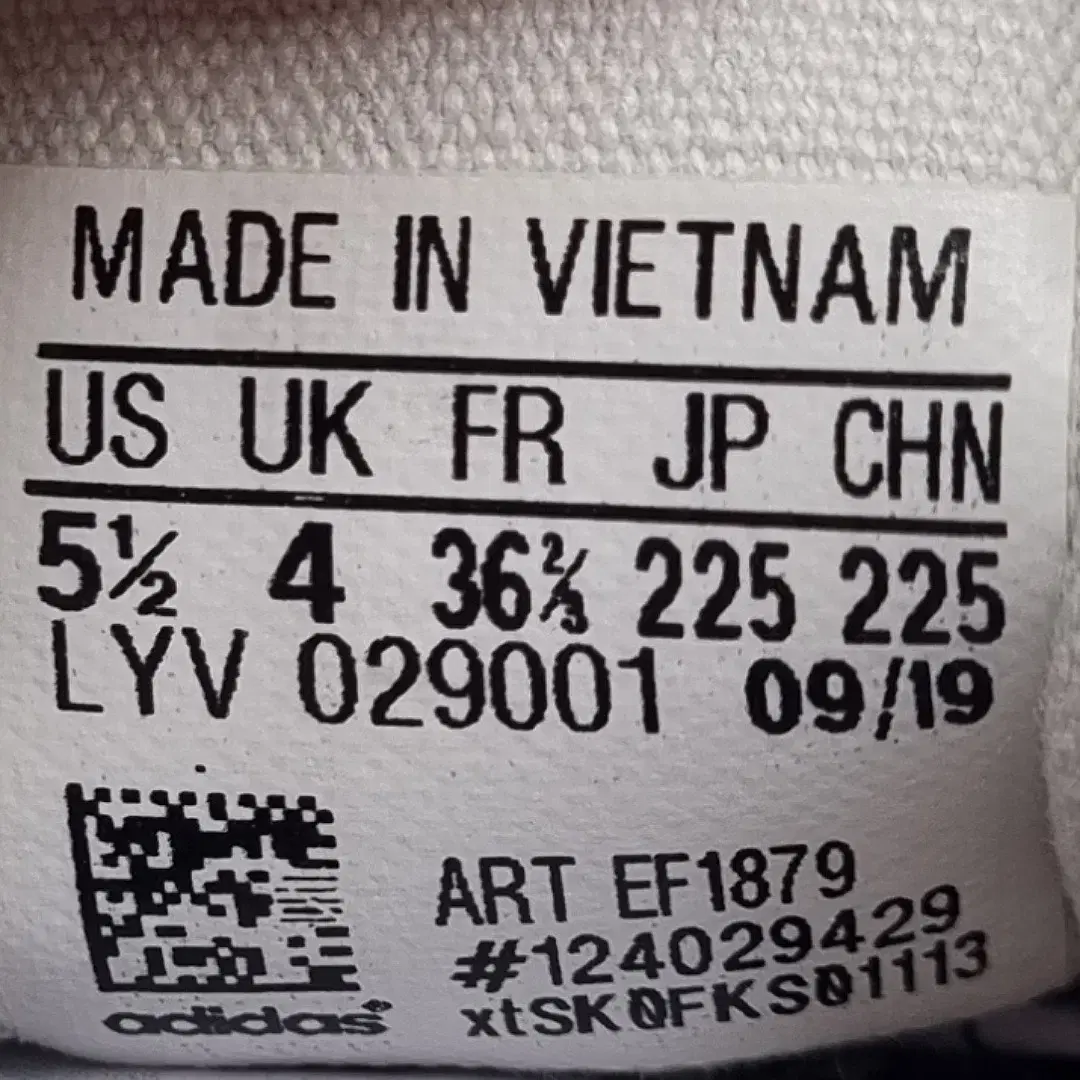 MADE IN VIETNAM
US UK FR JP CHN
5½ 4 36⅔ 225 225
LYV 029001 09/19
ART EF1879
#124029429
xtSK0FKS01113
adidas®